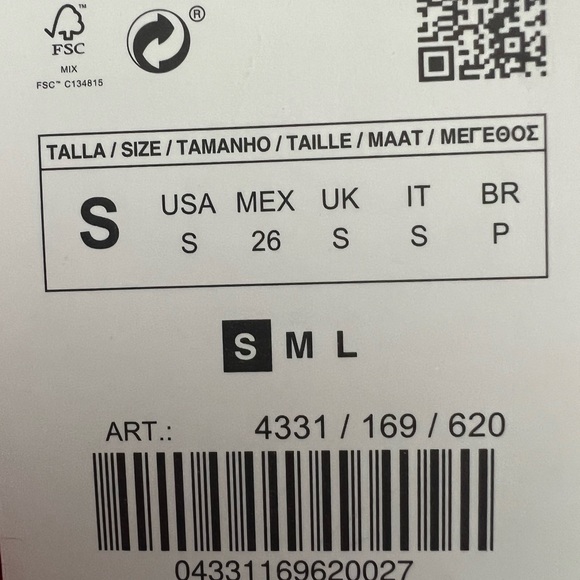 FSC™
MIX
FSC™ C134815
®
TALLA / SIZE / TAMANHO / TAILLE / MAAT / ΜΕΓΕΘΟΣ
S
USA MEX UK IT BR
S 26 S S P
S M L
ART.: 4331 / 169 / 620
04331169620027